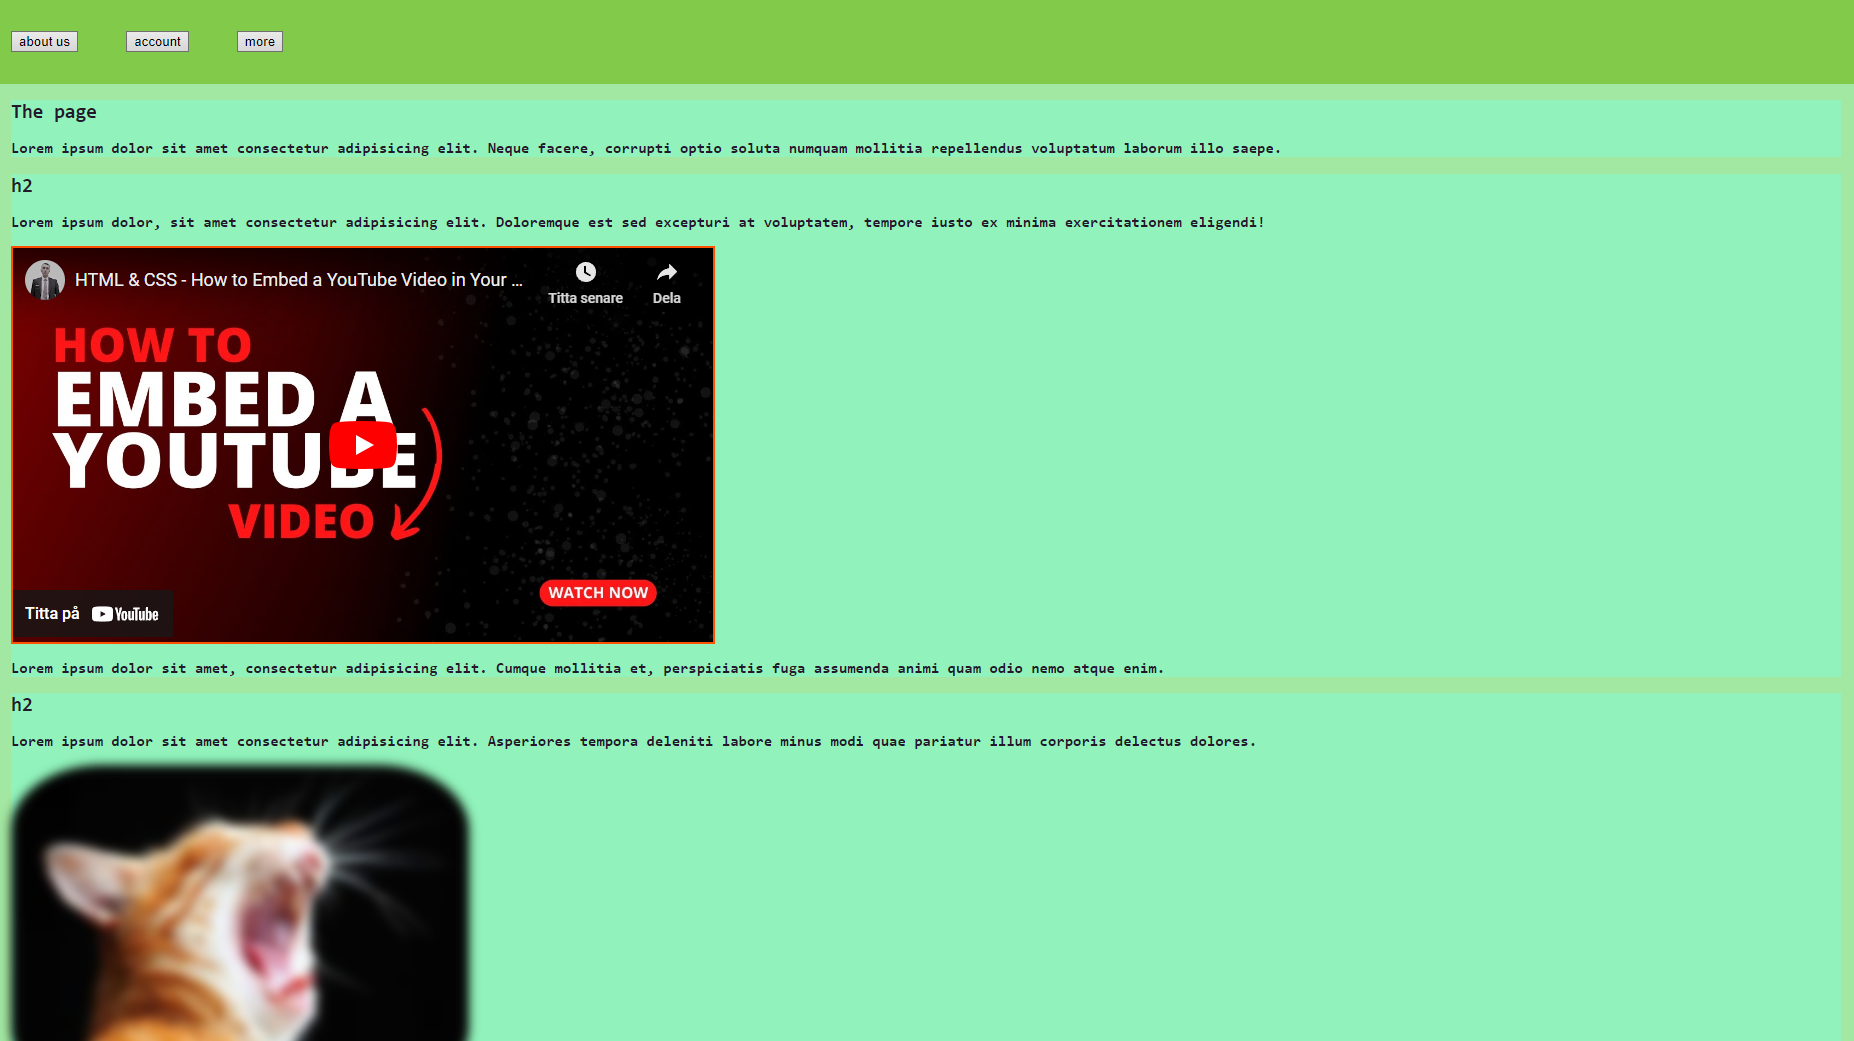 about us
account
more
The page
Lorem ipsum dolor sit amet consectetur adipisicing elit. Neque facere, corrupti optio soluta numquam mollitia repellendus voluptatum laborum illo saepe.
h2
Lorem ipsum dolor, sit amet consectetur adipisicing elit. Doloremque est sed excepturi at voluptatem, tempore iusto ex minima exercitationem eligendi!
HTML & CSS - How to Embed a YouTube Video in Your ...
Titta senare
Dela
HOW TO
EMBED A
YOUTUBE
VIDEO
WATCH NOW
Titta på YouTube
Lorem ipsum dolor sit amet, consectetur adipisicing elit. Cumque mollitia et, perspiciatis fuga assumenda animi quam odio nemo atque enim.
h2
Lorem ipsum dolor sit amet consectetur adipisicing elit. Asperiores tempora deleniti labore minus modi quae pariatur illum corporis delectus dolores.